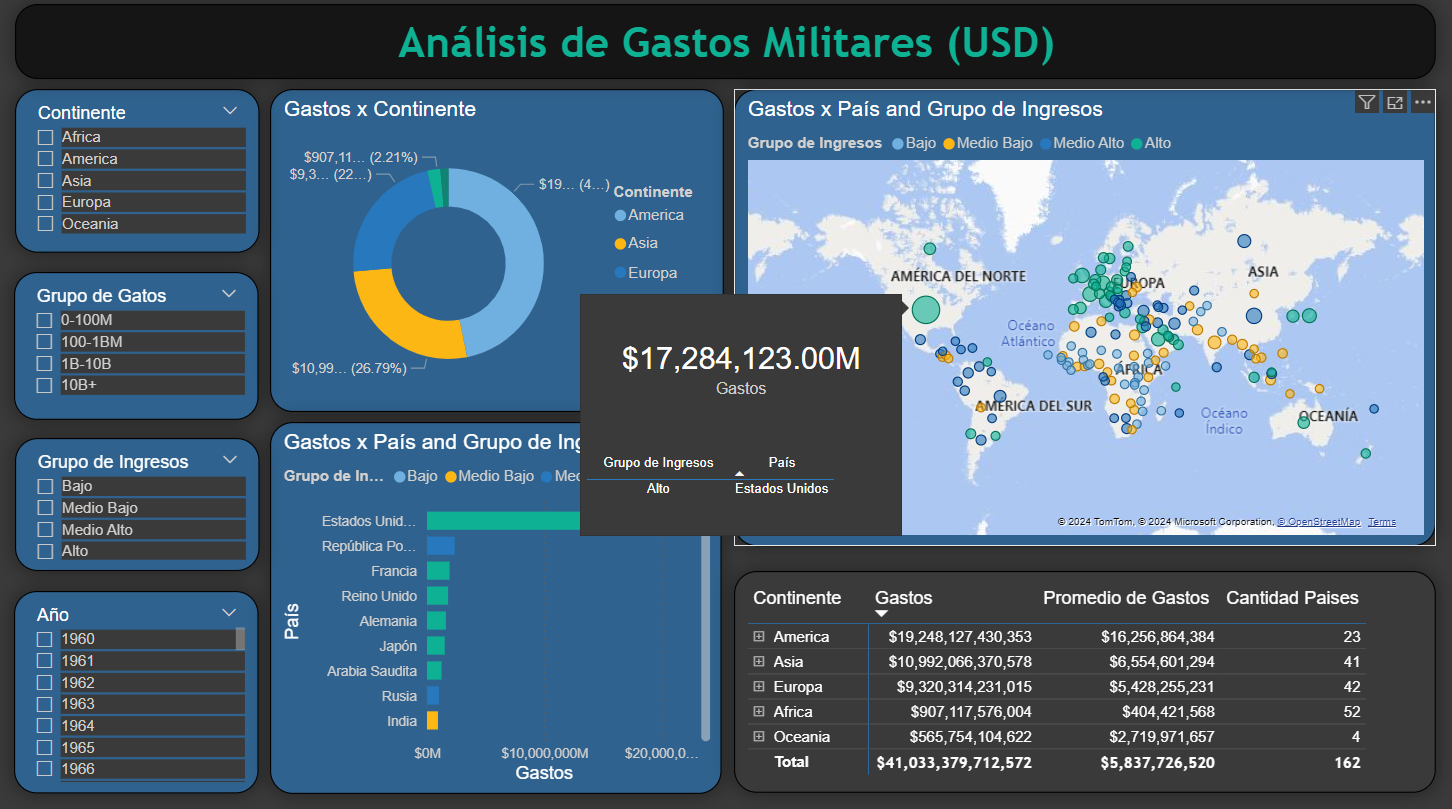 Análisis de Gastos Militares (USD)
Continente
Africa
America
Asia
Europa
Oceania
Grupo de Gatos
0-100M
100-1BM
1B-10B
10B+
Grupo de Ingresos
Bajo
Medio Bajo
Medio Alto
Alto
Año
1960
1961
1962
1963
1964
1965
1966
Gastos x Continente
$907,11... (2.21%)
$9,3... (22...)
$19... (4...)
$10,99... (26.79%)
Continente
America
Asia
Europa
Gastos x País and Grupo de Ing
Grupo de In... Bajo Medio Bajo Med
País
Estados Unid...
República Po...
Francia
Reino Unido
Alemania
Japón
Arabia Saudita
Rusia
India
$0M $10,000,000M $20,000,0...
Gastos
Gastos x País and Grupo de Ingresos
Grupo de Ingresos Bajo Medio Bajo Medio Alto Alto
AMÉRICA DEL NORTE
EUROPA
ASIA
Océano
Atlántico
ÁFRICA
AMÉRICA DEL SUR
Océano
Índico
OCEANÍA
© 2024 TomTom, © 2024 Microsoft Corporation, © OpenStreetMap Terms
$17,284,123.00M
Gastos
Grupo de Ingresos País
Alto Estados Unidos
Continente Gastos Promedio de Gastos Cantidad Paises
America $19,248,127,430,353 $16,256,864,384 23
Asia $10,992,066,370,578 $6,554,601,294 41
Europa $9,320,314,231,015 $5,428,255,231 42
Africa $907,117,576,004 $404,421,568 52
Oceania $565,754,104,622 $2,719,971,657 4
Total $41,033,379,712,572 $5,837,726,520 162